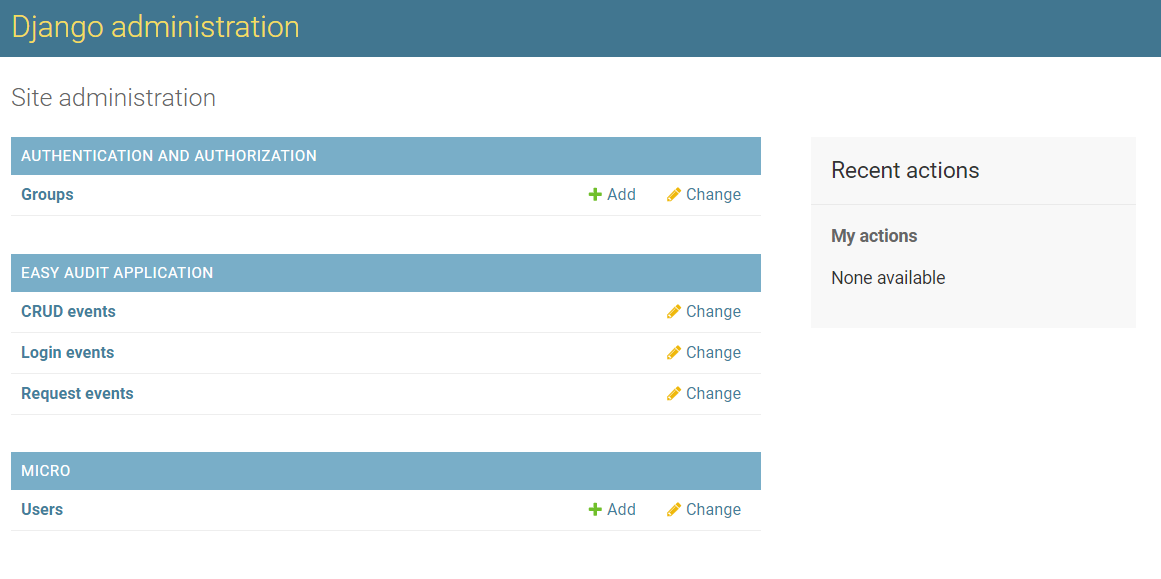 Django administration
Site administration
AUTHENTICATION AND AUTHORIZATION
Groups Add Change
EASY AUDIT APPLICATION
CRUD events Change
Login events Change
Request events Change
MICRO
Users Add Change
Recent actions
My actions
None available